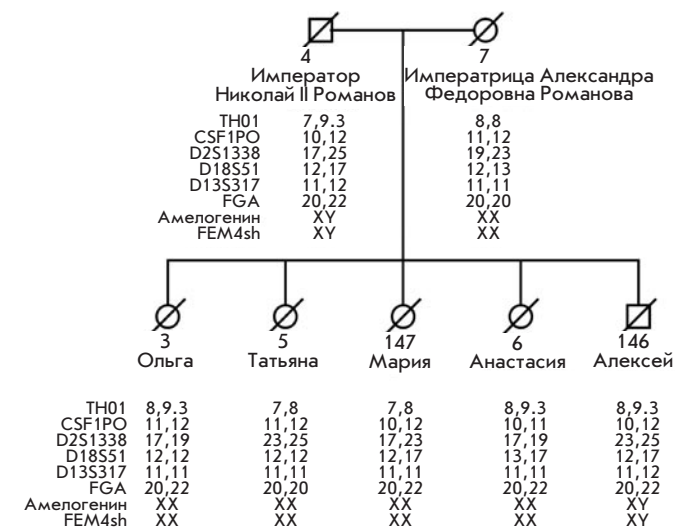 4 7
Император Императрица Александра
Николай II Романов Федоровна Романова
TH01 7,9.3 8,8
CSF1PO 10,12 11,12
D2S1338 17,25 19,23
D18S51 12,17 12,13
D13S317 11,12 11,11
FGA 20,22 20,20
Амелогенин XY XX
FEM4sh XY XX
3 5 147 6 146
Ольга Татьяна Мария Анастасия Алексей
TH01 8,9.3 7,8 7,8 8,9.3 8,9.3
CSF1PO 11,12 11,12 10,12 10,11 10,12
D2S1338 17,19 23,25 17,23 17,19 23,25
D18S51 12,12 12,12 12,17 13,17 12,17
D13S317 11,11 11,11 11,11 11,11 11,12
FGA 20,22 20,20 20,22 20,22 20,22
Амелогенин XX XX XX XX XY
FEM4sh XX XX XX XX XY